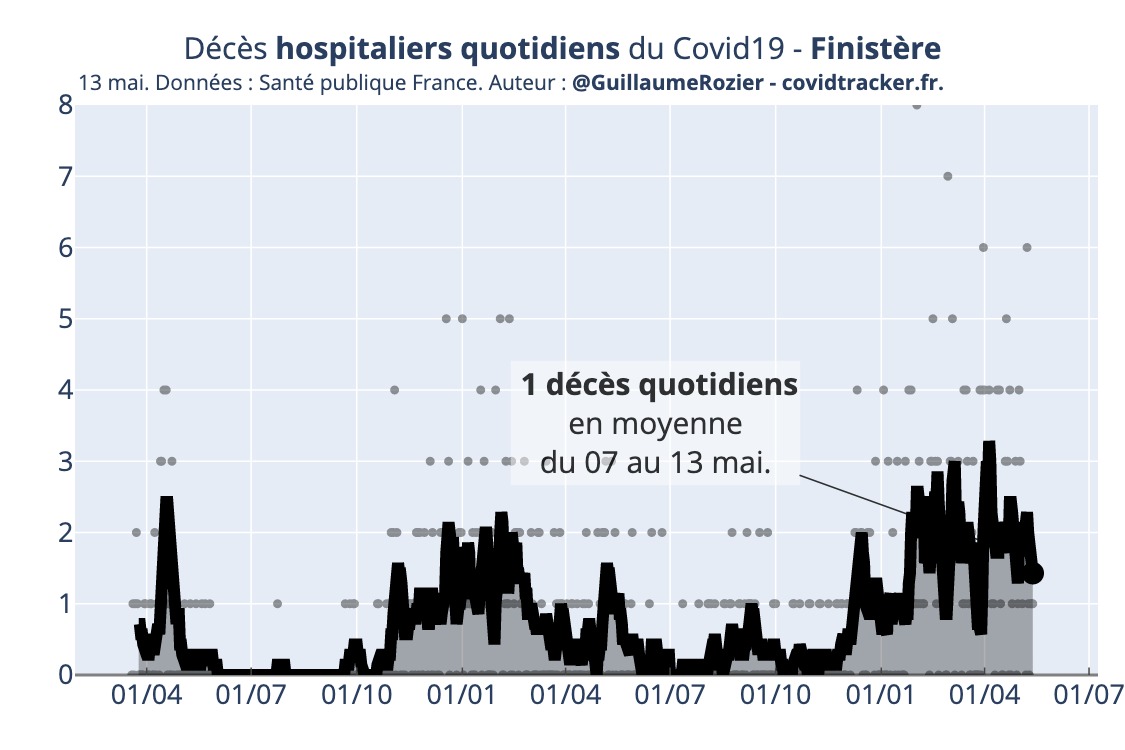 Décès hospitaliers quotidiens du Covid19 - Finistère
13 mai. Données : Santé publique France. Auteur : @GuillaumeRozier - covidtracker.fr.
8
7
6
5
4
3
2
1
0
1 décès quotidiens
en moyenne
du 07 au 13 mai.
01/04 01/07 01/10 01/01 01/04 01/07 01/10 01/01 01/04 01/07